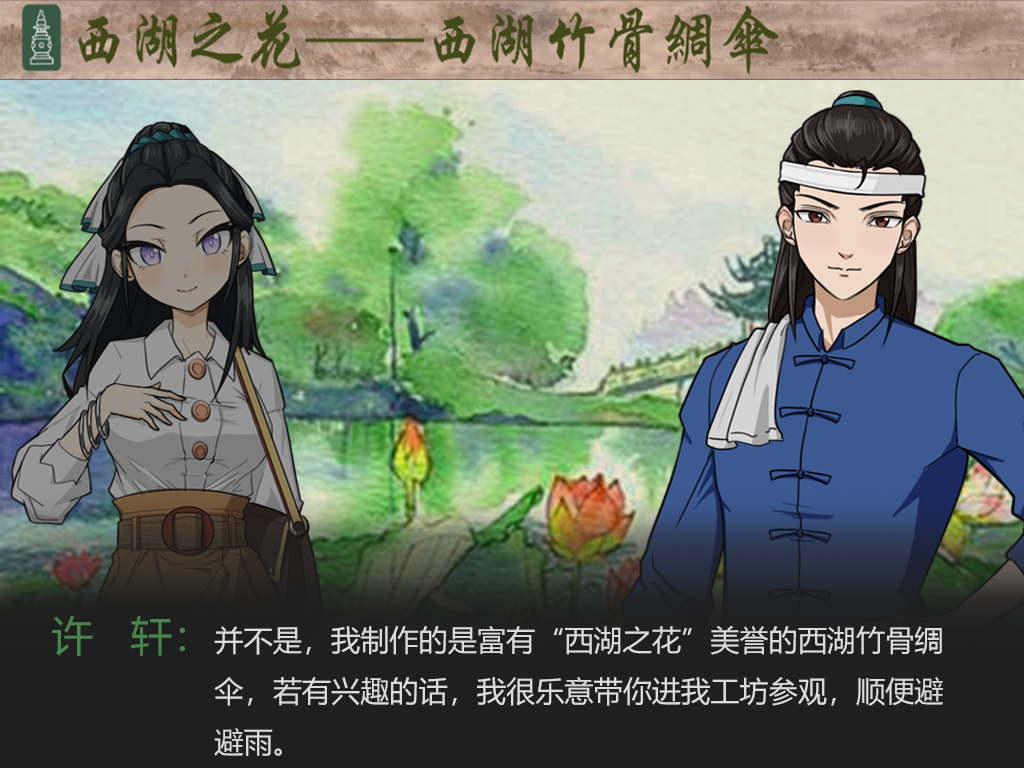 西湖之花——西湖竹骨綢傘
许 轩：并不是，我制作的是富有“西湖之花”美誉的西湖竹骨绸
伞，若有兴趣的话，我很乐意带你进我工坊参观，顺便避
避雨。